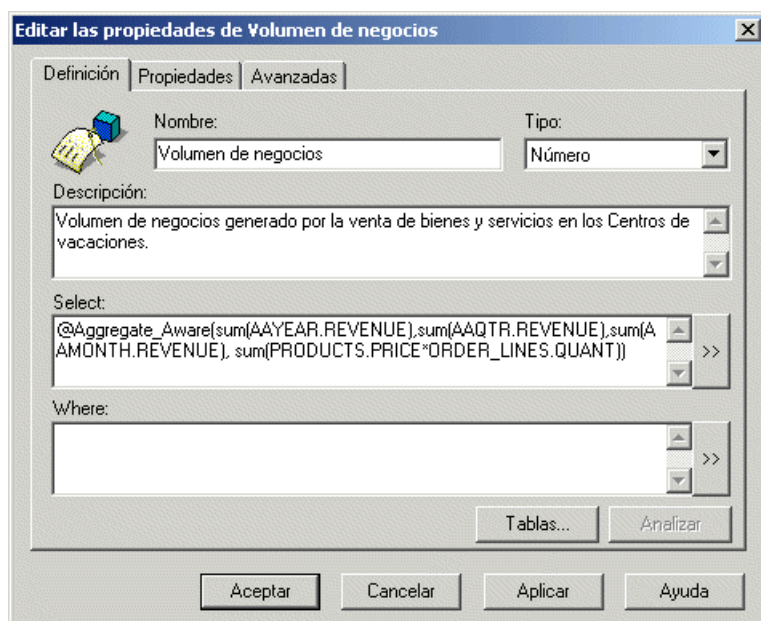 Editar las propiedades de Volumen de negocios
Definición Propiedades Avanzadas
Nombre: Tipo:
Volumen de negocios Número
Descripción:
Volumen de negocios generado por la venta de bienes y servicios en los Centros de
vacaciones.
Select:
@Aggregate_Aware(sum(AAYEAR.REVENUE),sum(AAQTR.REVENUE),sum(A
AMONTH.REVENUE), sum(PRODUCTS.PRICE*ORDER_LINES.QUANT))
>>
Where:
>>
Tablas... Analizar
Aceptar Cancelar Aplicar Ayuda